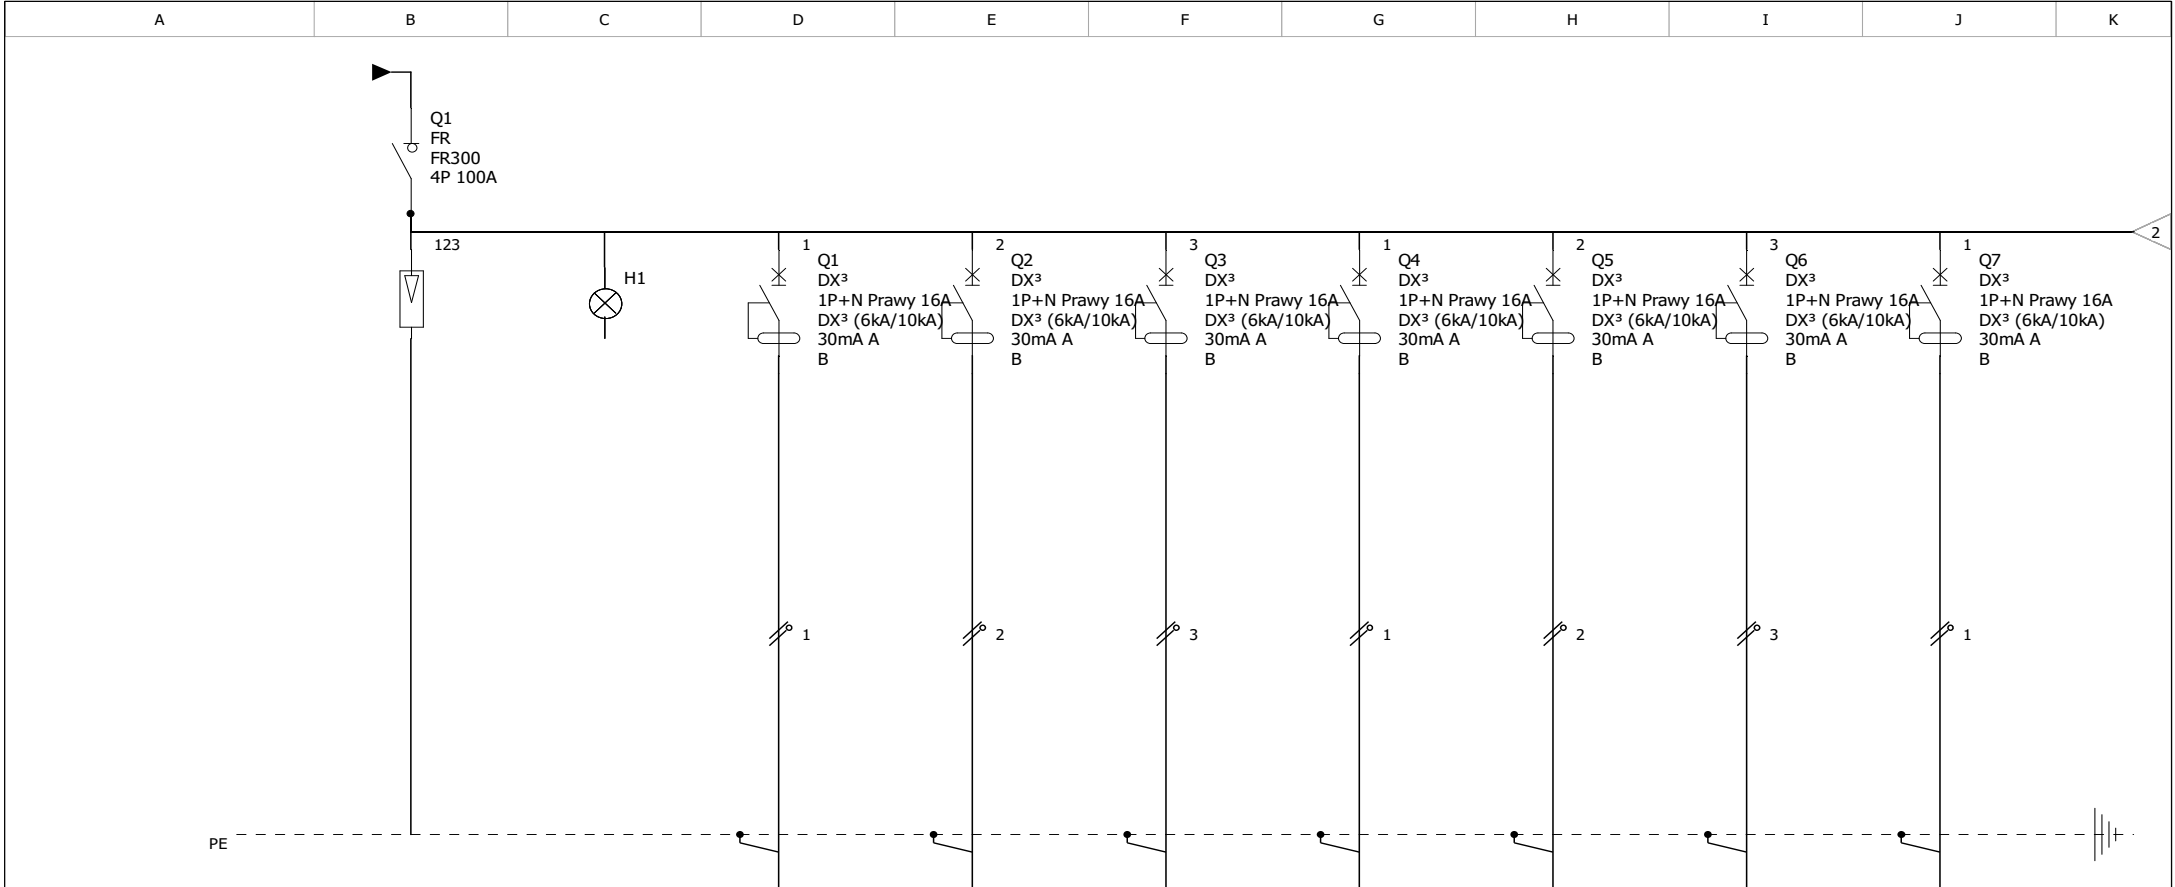 A B C D E F G H I J K
Q1
FR
FR300
4P 100A
2
123
H1
1
Q1
DX³
1P+N Prawy 16A
DX³ (6kA/10kA)
30mA A
B
2
Q2
DX³
1P+N Prawy 16A
DX³ (6kA/10kA)
30mA A
B
3
Q3
DX³
1P+N Prawy 16A
DX³ (6kA/10kA)
30mA A
B
1
Q4
DX³
1P+N Prawy 16A
DX³ (6kA/10kA)
30mA A
B
2
Q5
DX³
1P+N Prawy 16A
DX³ (6kA/10kA)
30mA A
B
3
Q6
DX³
1P+N Prawy 16A
DX³ (6kA/10kA)
30mA A
B
1
Q7
DX³
1P+N Prawy 16A
DX³ (6kA/10kA)
30mA A
B
1 2 3 1 2 3 1
PE